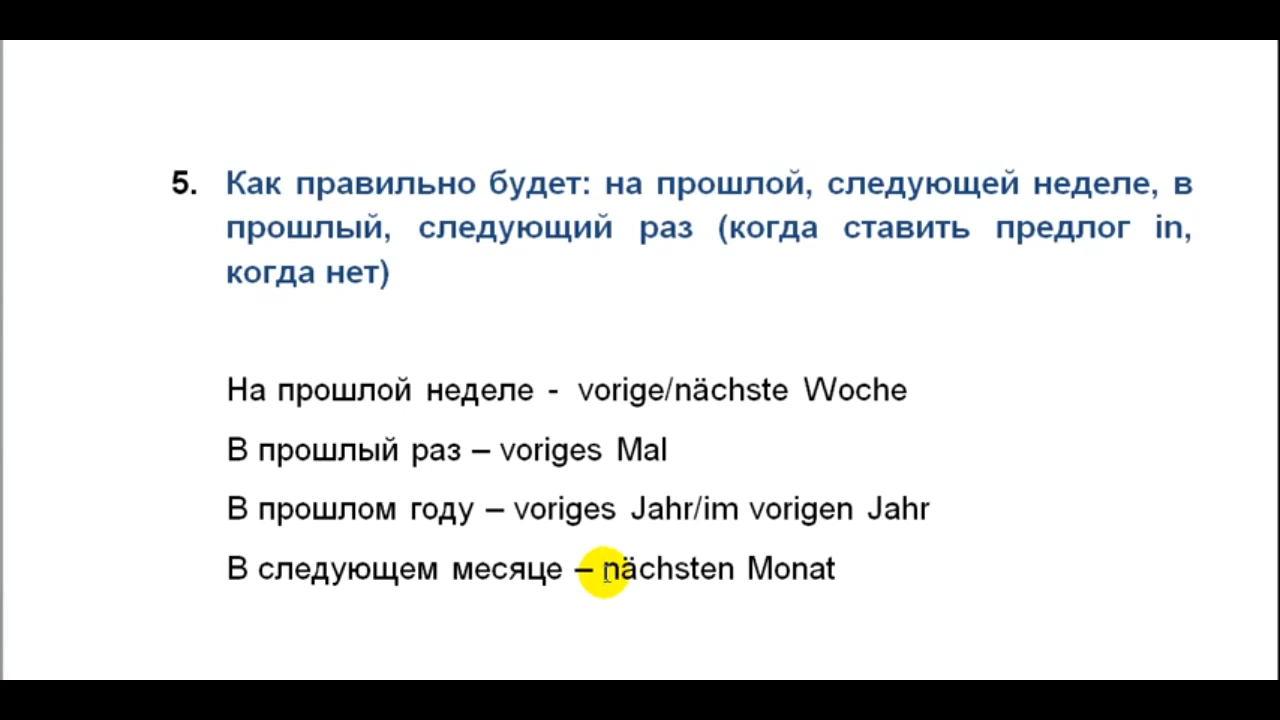 5. Как правильно будет: на прошлой, следующей неделе, в
прошлый, следующий раз (когда ставить предлог in,
когда нет)
На прошлой неделе - vorige/nächste Woche
В прошлый раз – voriges Mal
В прошлом году – voriges Jahr/im vorigen Jahr
В следующем месяце – nächsten Monat